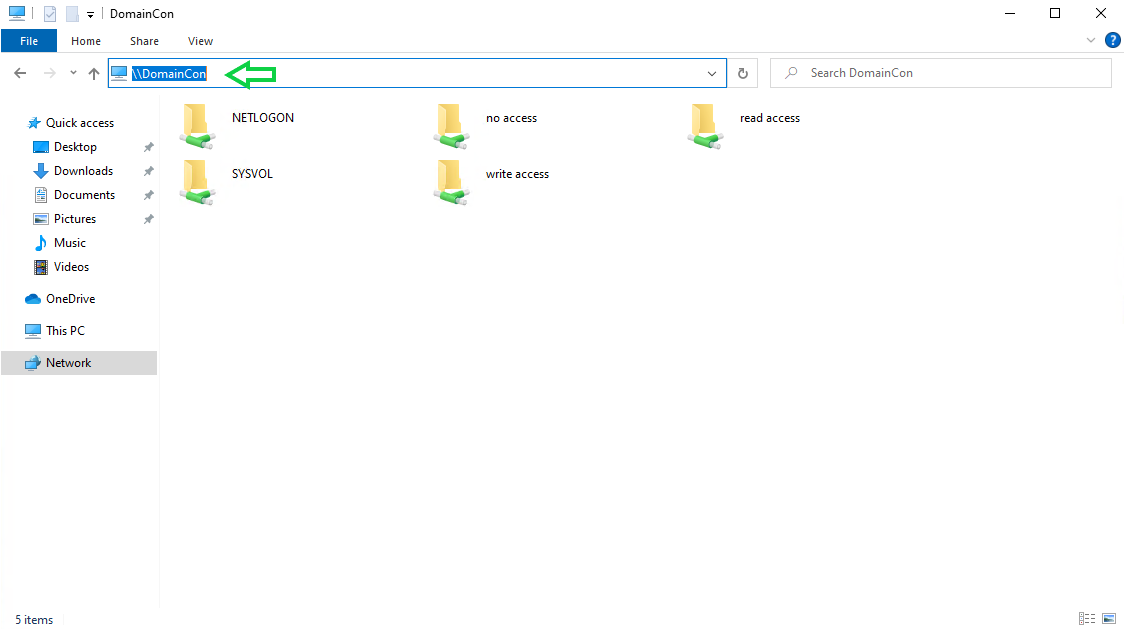 DomainCon
File Home Share View
?
\\DomainCon
Search DomainCon
Quick access
Desktop
Downloads
Documents
Pictures
Music
Videos
OneDrive
This PC
Network
NETLOGON
no access
read access
SYSVOL
write access
5 items